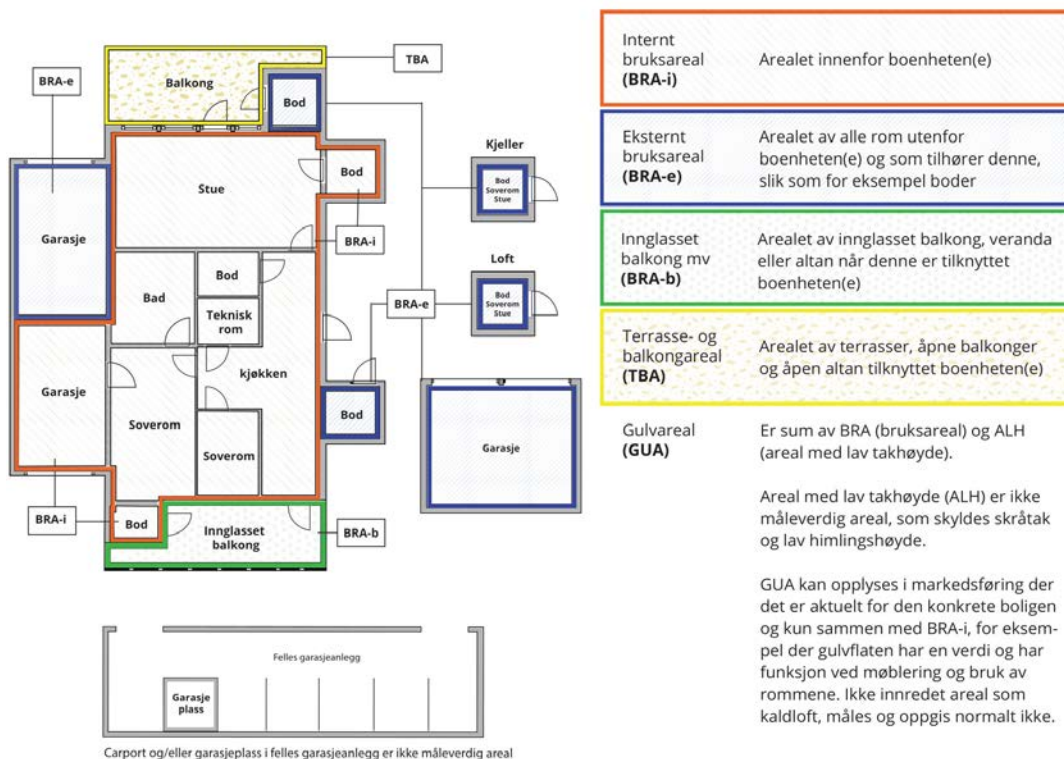 TBA
BRA-e
Balkong
Bod
Kjeller
Bod
Soverom
Stue
Stue
Bod
BRA-i
Garasje
Loft
Bod
Bad
Bod
Soverom
Stue
BRA-e
Teknisk
rom
kjøkken
Garasje
Soverom
Bod
Garasje
Soverom
BRA-i
Bod
Innglasset
balkong
BRA-b
Felles garasjeanlegg
Garasje
plass
Carport og/eller garasjeplass i felles garasjeanlegg er ikke måleverdig areal
Internt
bruksareal
(BRA-i)
Arealet innenfor boenheten(e)
Eksternt
bruksareal
(BRA-e)
Arealet av alle rom utenfor
boenheten(e) og som tilhører denne,
slik som for eksempel boder
Innglasset
balkong mv
(BRA-b)
Arealet av innglasset balkong, veranda
eller altan når denne er tilknyttet
boenheten(e)
Terrasse- og
balkongareal
(TBA)
Arealet av terrasser, åpne balkonger
og åpen altan tilknyttet boenheten(e)
Gulvareal
(GUA)
Er sum av BRA (bruksareal) og ALH
(areal med lav takhøyde).
Areal med lav takhøyde (ALH) er ikke
måleverdig areal, som skyldes skråtak
og lav himlingshøyde.
GUA kan opplyses i markedsføring der
det er aktuelt for den konkrete boligen
og kun sammen med BRA-i, for eksem-
pel der gulvflaten har en verdi og har
funksjon ved møblering og bruk av
rommene. Ikke innredet areal som
kaldloft, måles og oppgis normalt ikke.